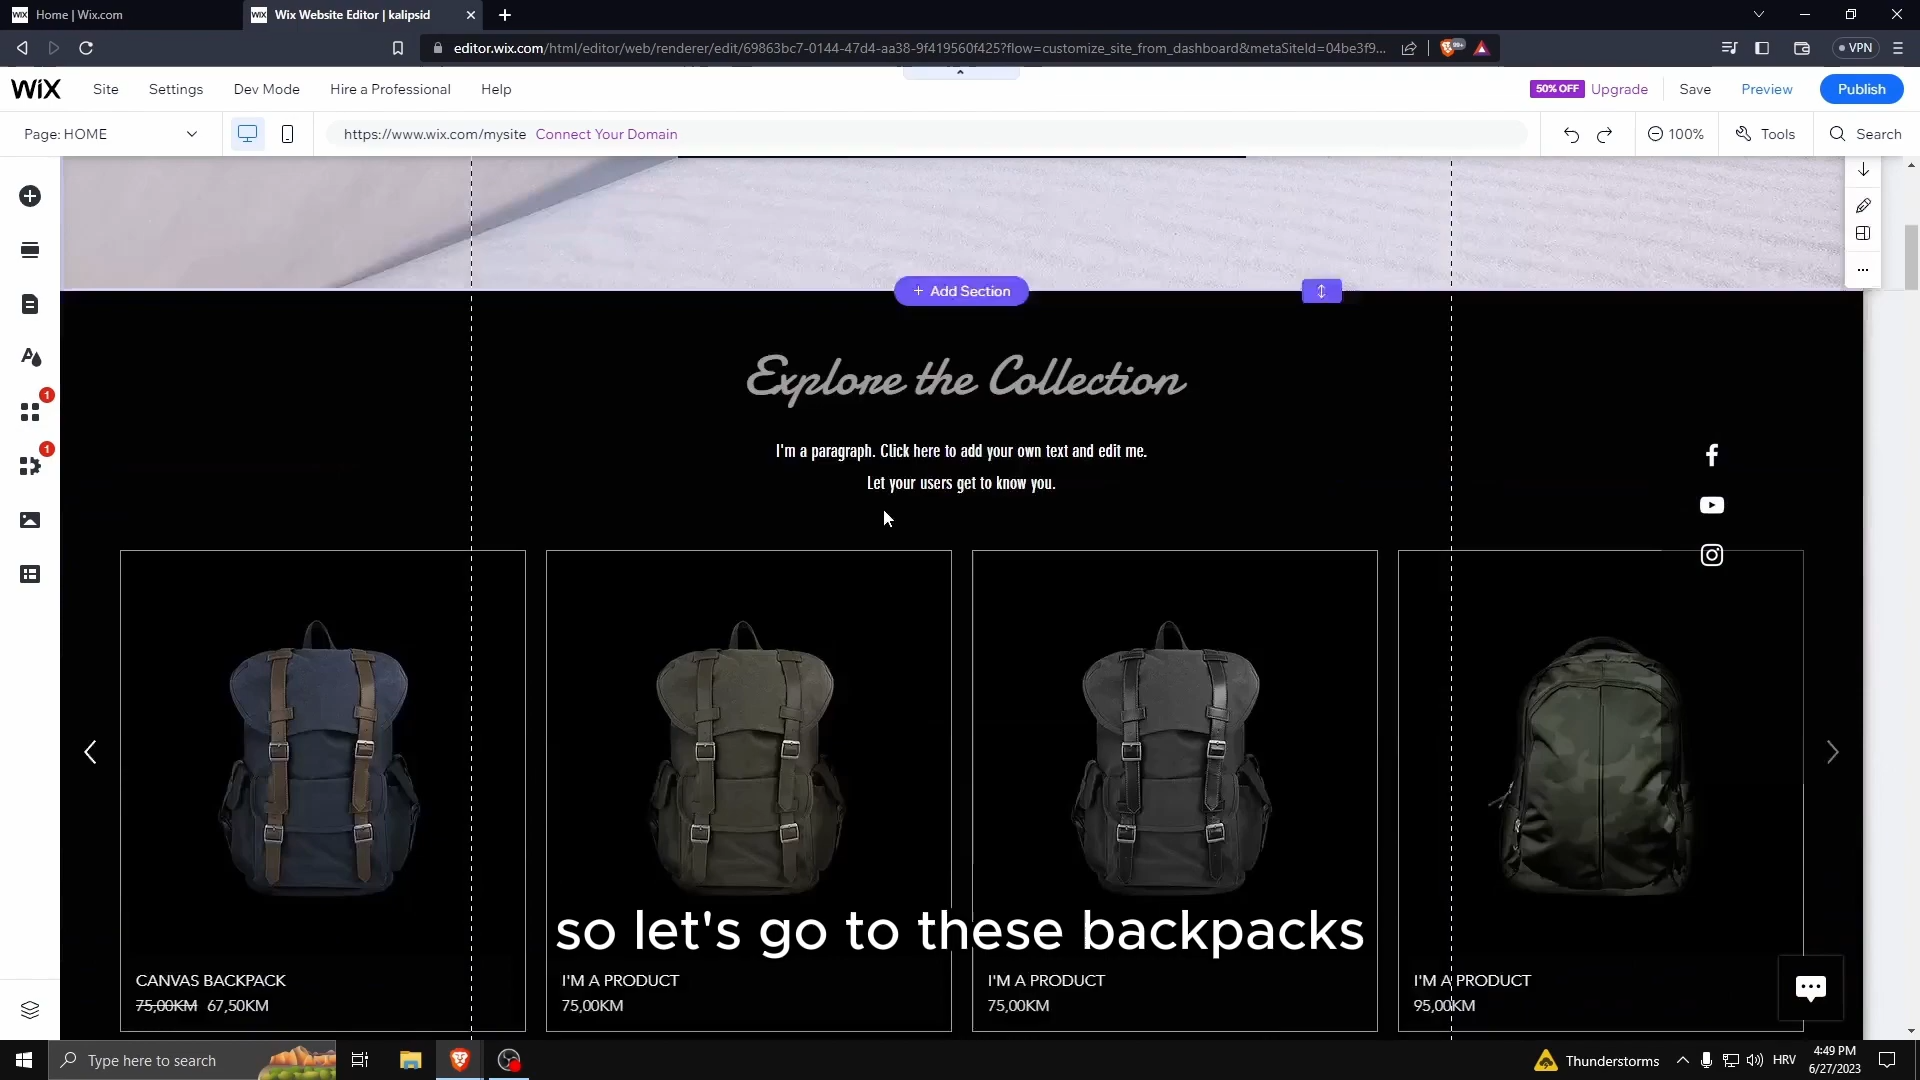 WiX Home | Wix.com
WiX Wix Website Editor | kalipsid
editor.wix.com/html/editor/web/renderer/edit/69863bc7-0144-47d4-aa38-9f419560f425?flow=customize_site_from_dashboard&metaSiteId=04be3f9...
99+
VPN
WiX
Site
Settings
Dev Mode
Hire a Professional
Help
50% OFF Upgrade
Save
Preview
Publish
Page: HOME
https://www.wix.com/mysite Connect Your Domain
100%
Tools
Search
+ Add Section
1
1
Explore the Collection
I'm a paragraph. Click here to add your own text and edit me.
Let your users get to know you.
so let's go to these backpacks
CANVAS BACKPACK
75,00KM 67,50KM
I'M A PRODUCT
75,00KM
I'M A PRODUCT
75,00KM
I'M A PRODUCT
95,00KM
Type here to search
Thunderstorms
HRV
4:49 PM
6/27/2023